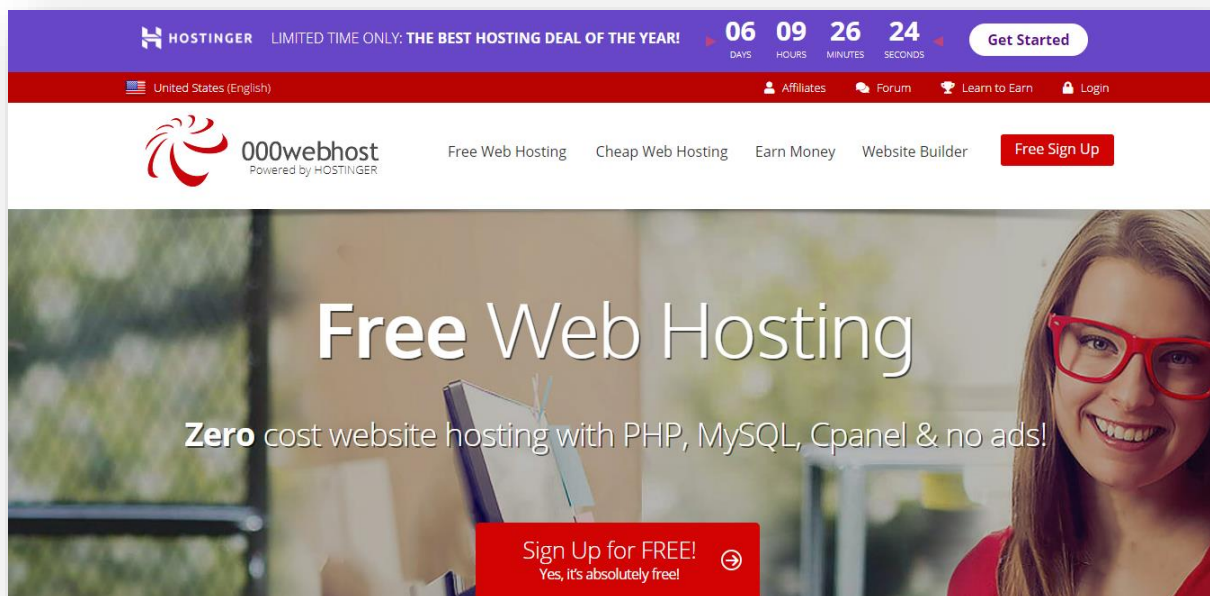 HOSTINGER LIMITED TIME ONLY: THE BEST HOSTING DEAL OF THE YEAR! 06 09 26 24 Get Started
DAYS HOURS MINUTES SECONDS
United States (English) Affiliates Forum Learn to Earn Login
000webhost Free Web Hosting Cheap Web Hosting Earn Money Website Builder Free Sign Up
Powered by HOSTINGER
Free Web Hosting
Zero cost website hosting with PHP, MySQL, Cpanel & no ads!
Sign Up for FREE!
Yes, it's absolutely free!